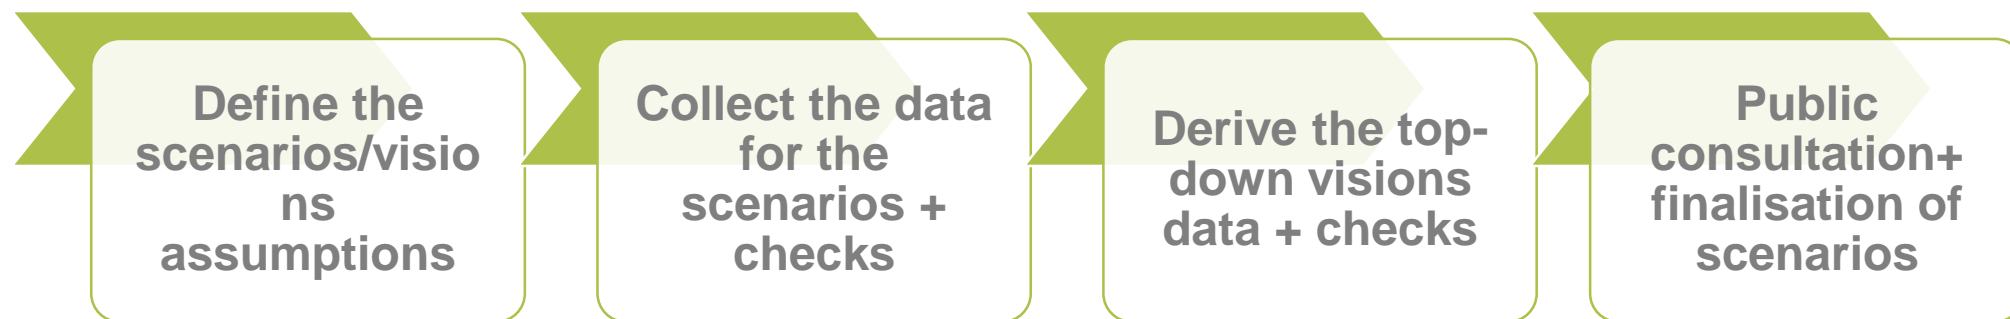 Define the
scenarios/visio
ns
assumptions
Collect the data
for the
scenarios +
checks
Derive the top-
down visions
data + checks
Public
consultation+
finalisation of
scenarios